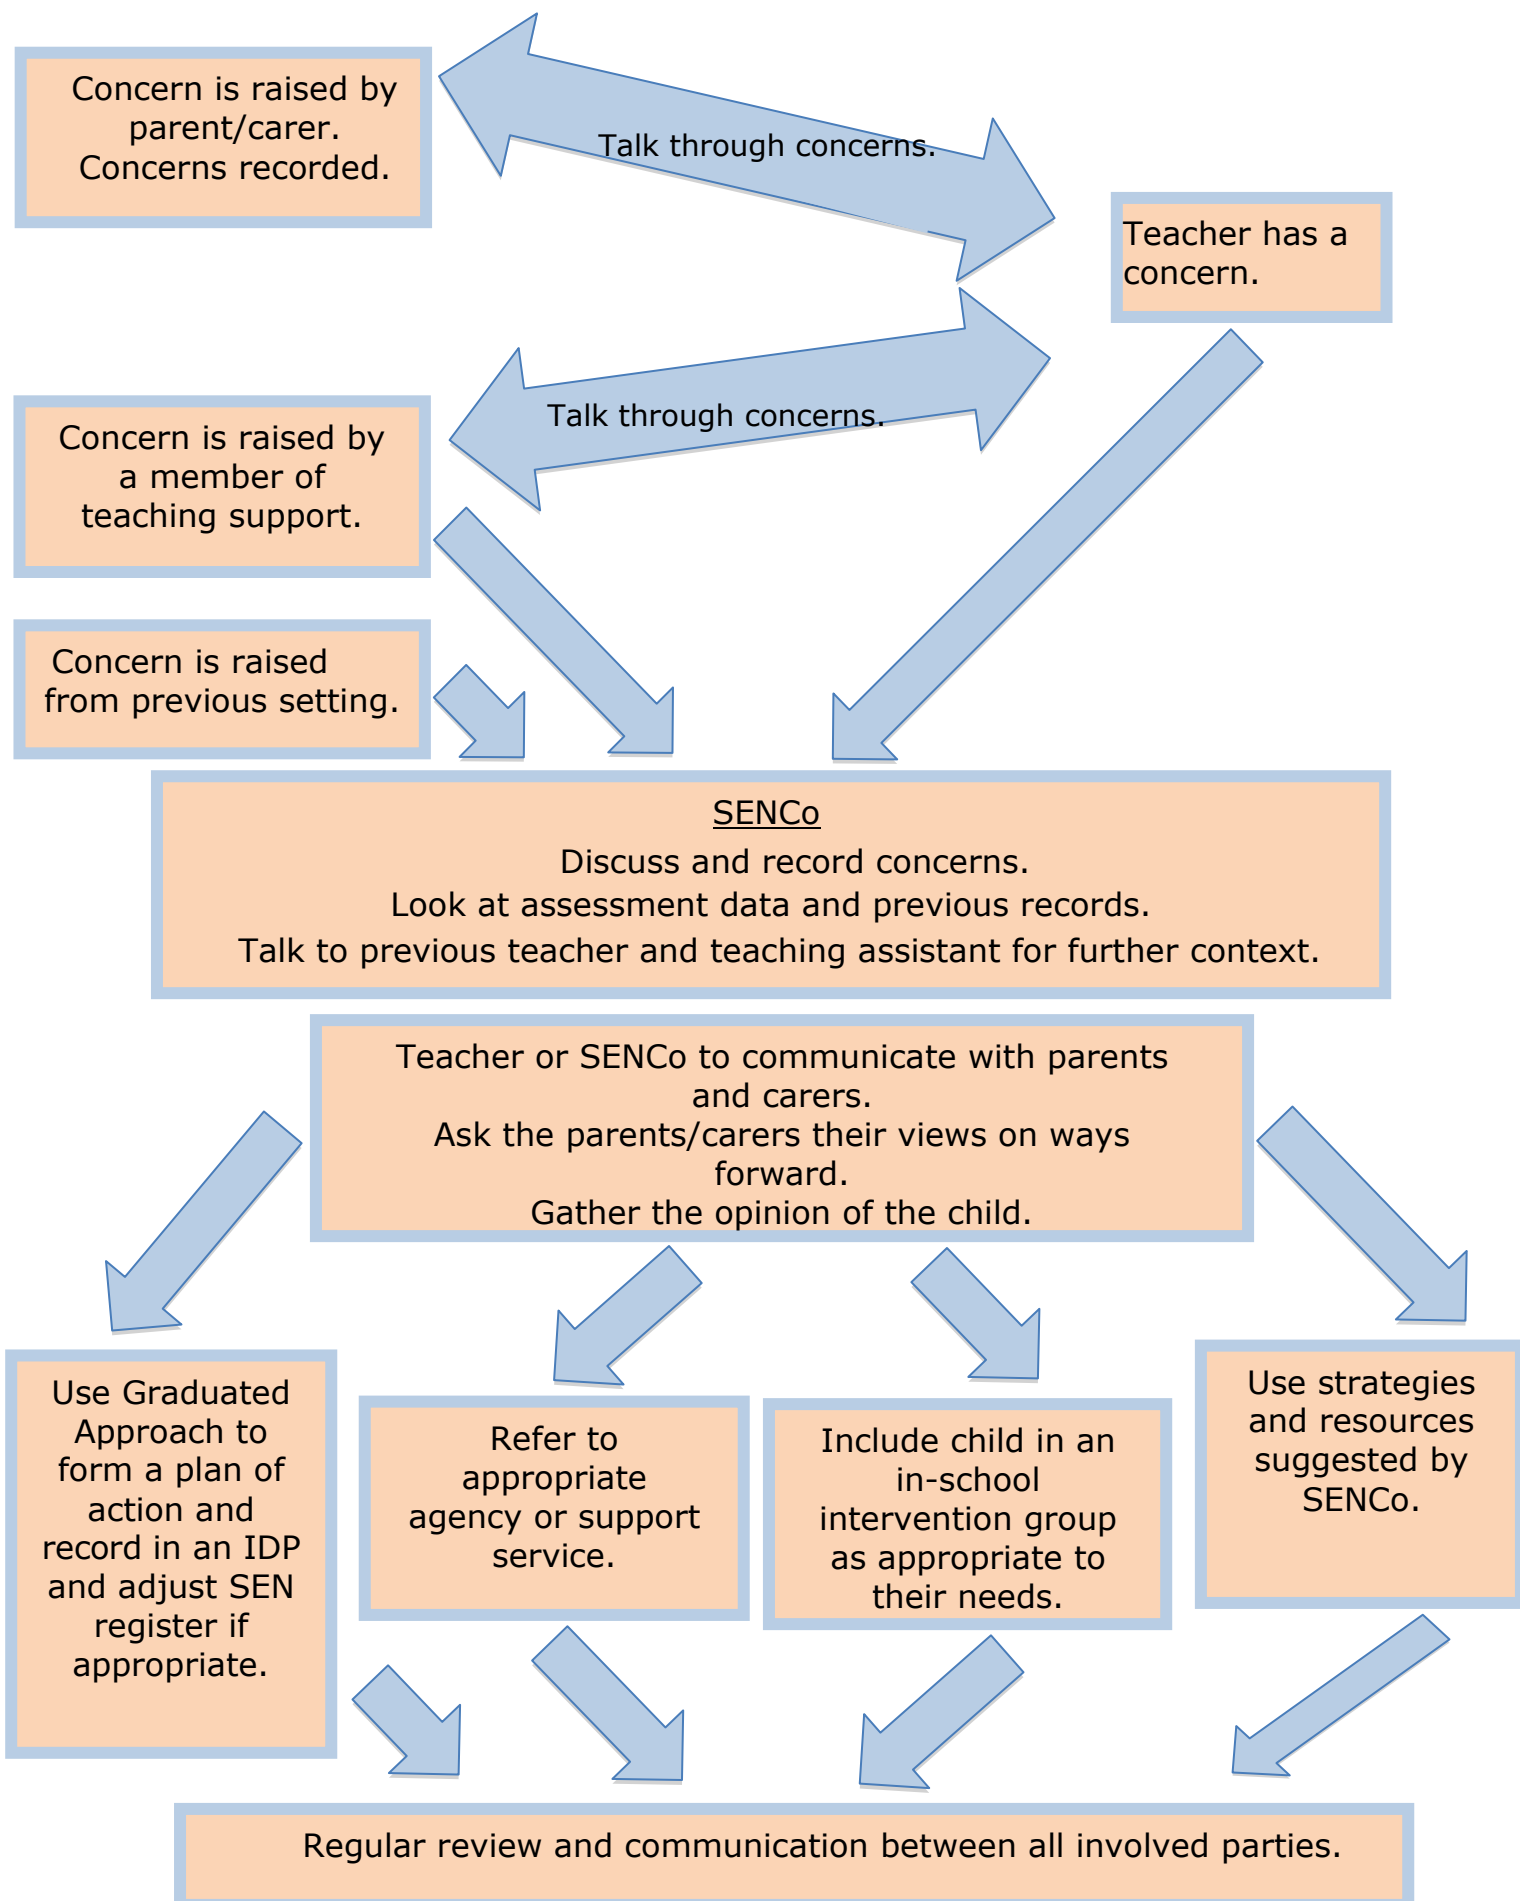 Concern is raised by
parent/carer.
Concerns recorded.
Talk through concerns.
Teacher has a
concern.
Talk through concerns.
Concern is raised by
a member of
teaching support.
Concern is raised
from previous setting.
SENCo
Discuss and record concerns.
Look at assessment data and previous records.
Talk to previous teacher and teaching assistant for further context.
Teacher or SENCo to communicate with parents
and carers.
Ask the parents/carers their views on ways
forward.
Gather the opinion of the child.
Use Graduated
Approach to
form a plan of
action and
record in an IDP
and adjust SEN
register if
appropriate.
Refer to
appropriate
agency or support
service.
Include child in an
in-school
intervention group
as appropriate to
their needs.
Use strategies
and resources
suggested by
SENCo.
Regular review and communication between all involved parties.